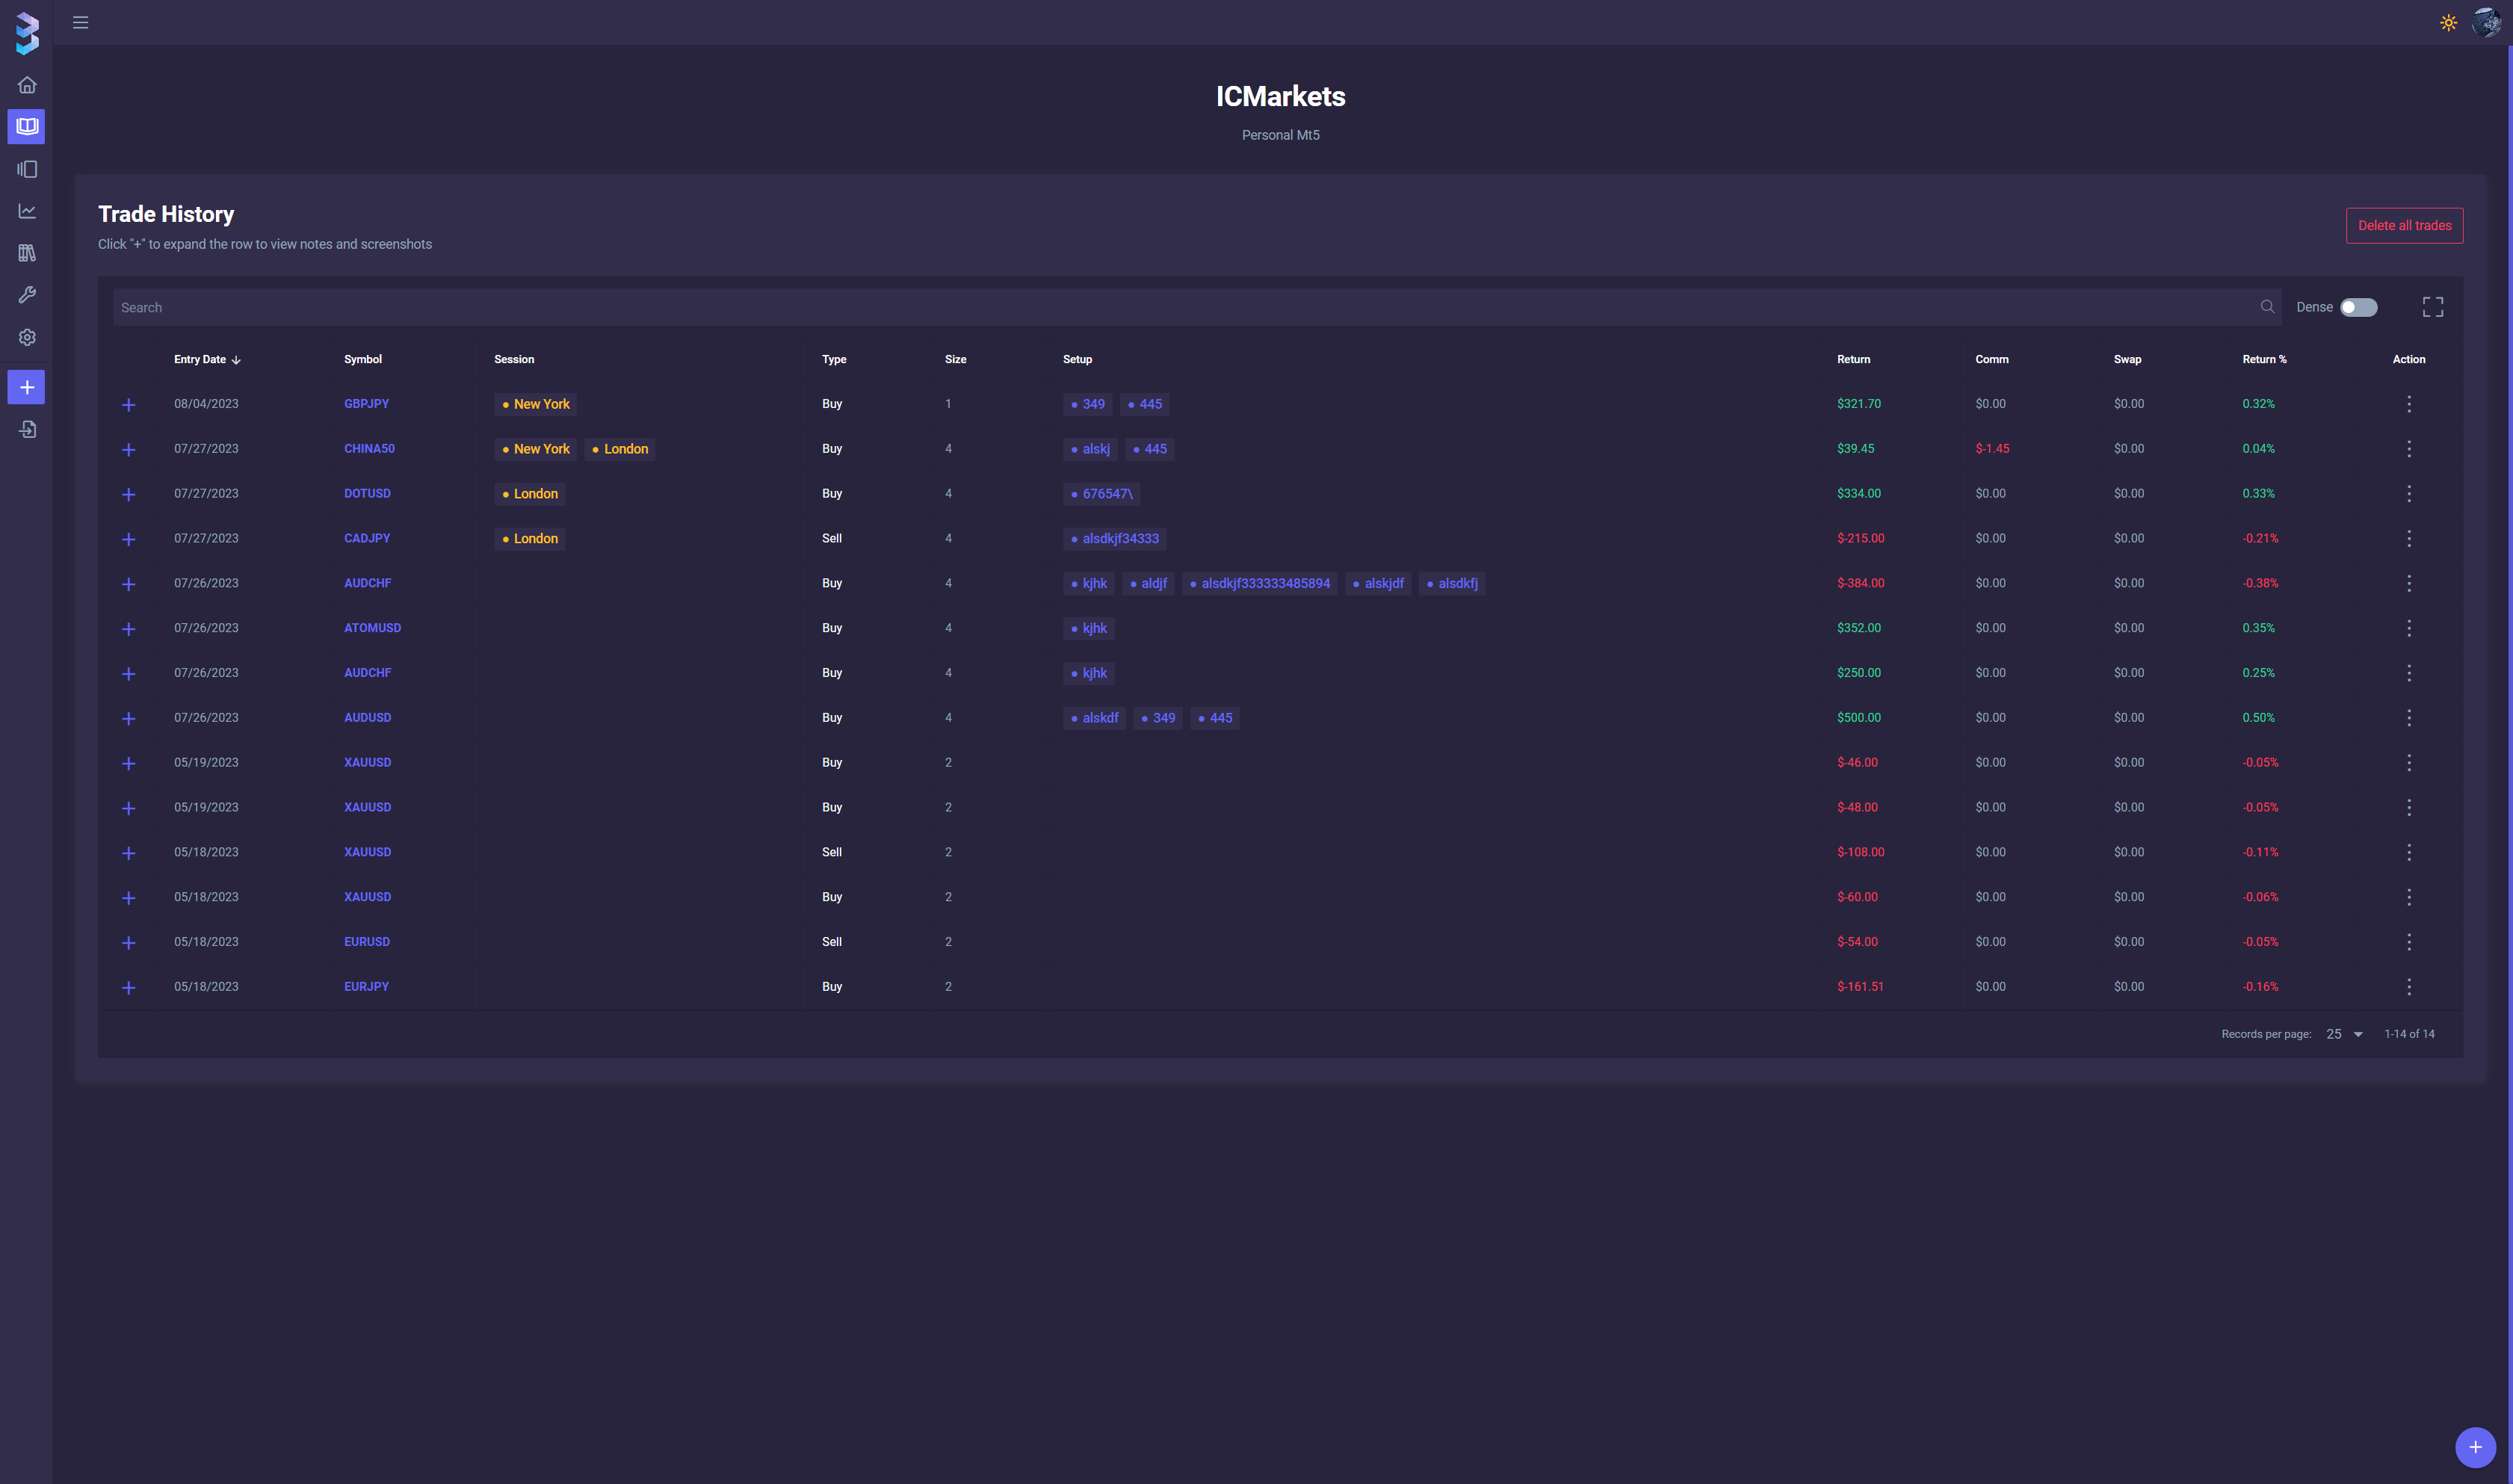 ICMarkets
Personal Mt5
Trade History
Click "+" to expand the row to view notes and screenshots
Delete all trades
Search
Dense
Entry Date Symbol Session Type Size Setup Return Comm Swap Return % Action
08/04/2023 GBPJPY New York Buy 1 349 445 $321.70 $0.00 $0.00 0.32%
07/27/2023 CHINA50 New York London Buy 4 alskj 445 $39.45 $-1.45 $0.00 0.04%
07/27/2023 DOTUSD London Buy 4 676547\ $334.00 $0.00 $0.00 0.33%
07/27/2023 CADJPY London Sell 4 alsdkjf34333 $-215.00 $0.00 $0.00 -0.21%
07/26/2023 AUDCHF Buy 4 kjhk aldjf alsdkjf333333485894 alskjdf alsdkfj $-384.00 $0.00 $0.00 -0.38%
07/26/2023 ATOMUSD Buy 4 kjhk $352.00 $0.00 $0.00 0.35%
07/26/2023 AUDCHF Buy 4 kjhk $250.00 $0.00 $0.00 0.25%
07/26/2023 AUDUSD Buy 4 alskdf 349 445 $500.00 $0.00 $0.00 0.50%
05/19/2023 XAUUSD Buy 2 $-46.00 $0.00 $0.00 -0.05%
05/19/2023 XAUUSD Buy 2 $-48.00 $0.00 $0.00 -0.05%
05/18/2023 XAUUSD Sell 2 $-108.00 $0.00 $0.00 -0.11%
05/18/2023 XAUUSD Buy 2 $-60.00 $0.00 $0.00 -0.06%
05/18/2023 EURUSD Sell 2 $-54.00 $0.00 $0.00 -0.05%
05/18/2023 EURJPY Buy 2 $-161.51 $0.00 $0.00 -0.16%
Records per page: 25 1-14 of 14